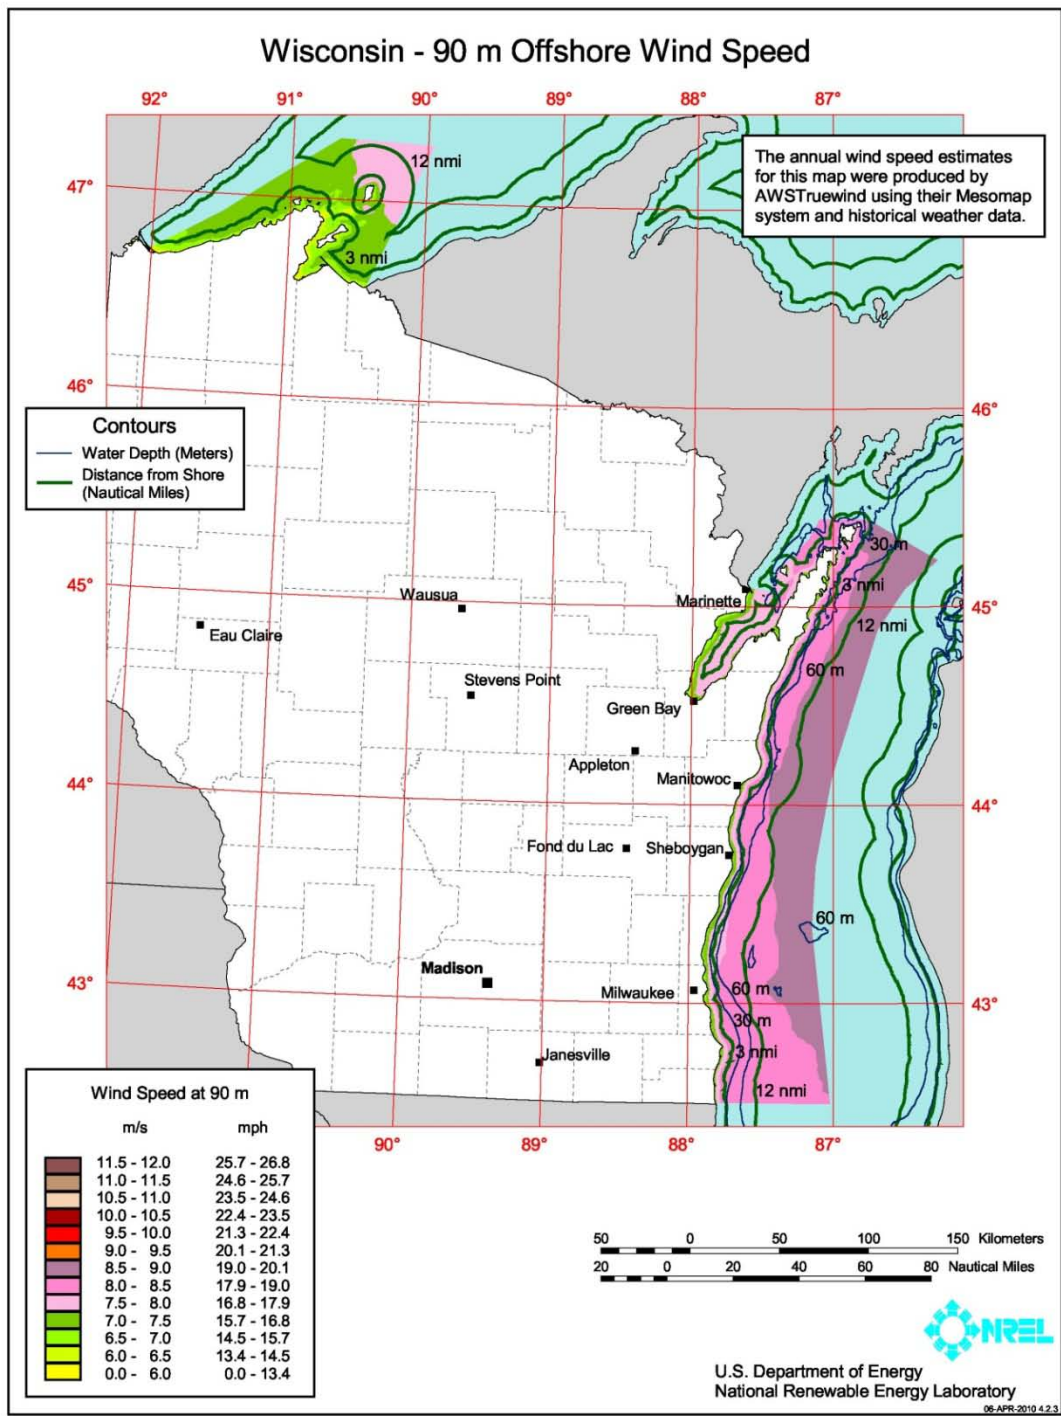 Wisconsin - 90 m Offshore Wind Speed
92° 91° 90° 89° 88° 87°
The annual wind speed estimates
for this map were produced by
AWSTruewind using their Mesomap
system and historical weather data.
12 nmi
47° 47°
3 nmi
46° 46°
Contours
Water Depth (Meters)
Distance from Shore
(Nautical Miles)
30 m
3 nmi
45° 45°
Wausua
Marinette
12 nmi
Eau Claire
60 m
Stevens Point
Green Bay
Appleton
Manitowoc
44° 44°
Fond du Lac
Sheboygan
60 m
Madison
43° 43°
Milwaukee
60 m
30 m
Janesville
3 nmi
12 nmi
90° 89° 88° 87°
Wind Speed at 90 m
m/s mph
11.5 - 12.0 25.7 - 26.8
11.0 - 11.5 24.6 - 25.7
10.5 - 11.0 23.5 - 24.6
10.0 - 10.5 22.4 - 23.5
9.5 - 10.0 21.3 - 22.4
9.0 - 9.5 20.1 - 21.3
8.5 - 9.0 19.0 - 20.1
8.0 - 8.5 17.9 - 19.0
7.5 - 8.0 16.8 - 17.9
7.0 - 7.5 15.7 - 16.8
6.5 - 7.0 14.5 - 15.7
6.0 - 6.5 13.4 - 14.5
0.0 - 6.0 0.0 - 13.4
50 0 50 100 150 Kilometers
20 0 20 40 60 80 Nautical Miles
NREL
U.S. Department of Energy
National Renewable Energy Laboratory
06-APR-2010 4.2.3